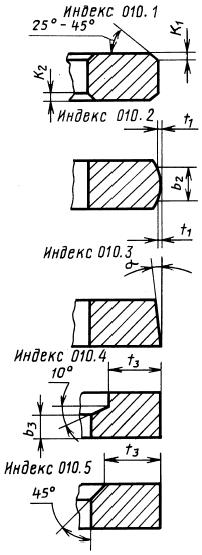 Индекс 010.1
25° - 45°
K1
K2
Индекс 010.2
t1
b2
t1
Индекс 010.3
α
Индекс 010.4
t3
10°
b3
Индекс 010.5
t3
45°